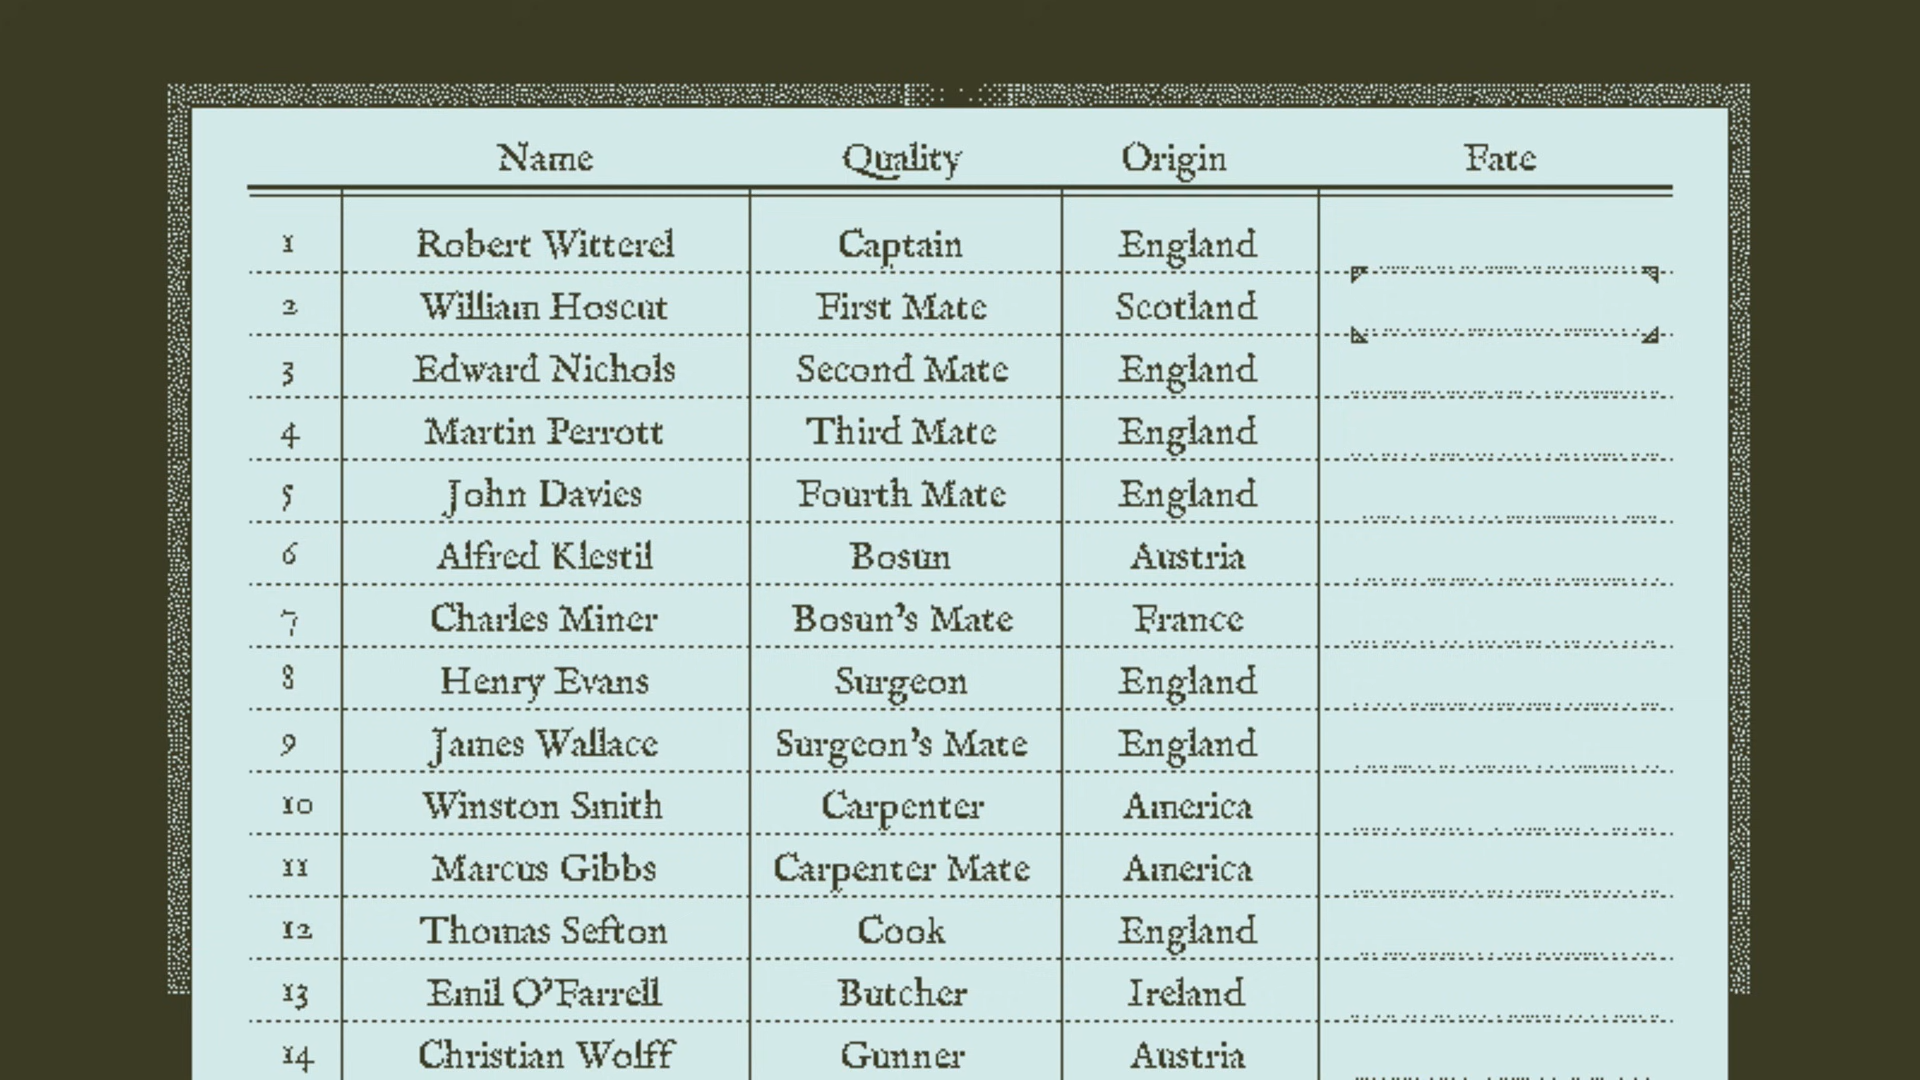 Name Quality Origin Fate
1 Robert Witterel Captain England
2 William Hoscut First Mate Scotland
3 Edward Nichols Second Mate England
4 Martin Perrott Third Mate England
5 John Davies Fourth Mate England
6 Alfred Klestil Bosun Austria
7 Charles Miner Bosun's Mate France
8 Henry Evans Surgeon England
9 James Wallace Surgeon's Mate England
10 Winston Smith Carpenter America
11 Marcus Gibbs Carpenter Mate America
12 Thomas Sefton Cook England
13 Emil O'Farrell Butcher Ireland
14 Christian Wolff Gunner Austria